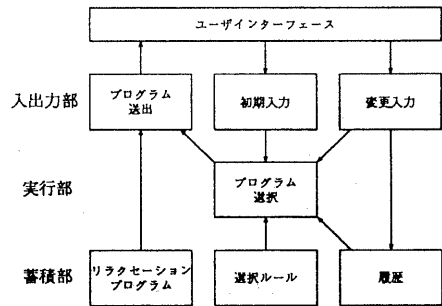 ユーザインターフェース
入出力部
プログラム
送出
初期入力
変更入力
実行部
プログラム
選択
蓄積部
リラクセーション
プログラム
選択ルール
履歴